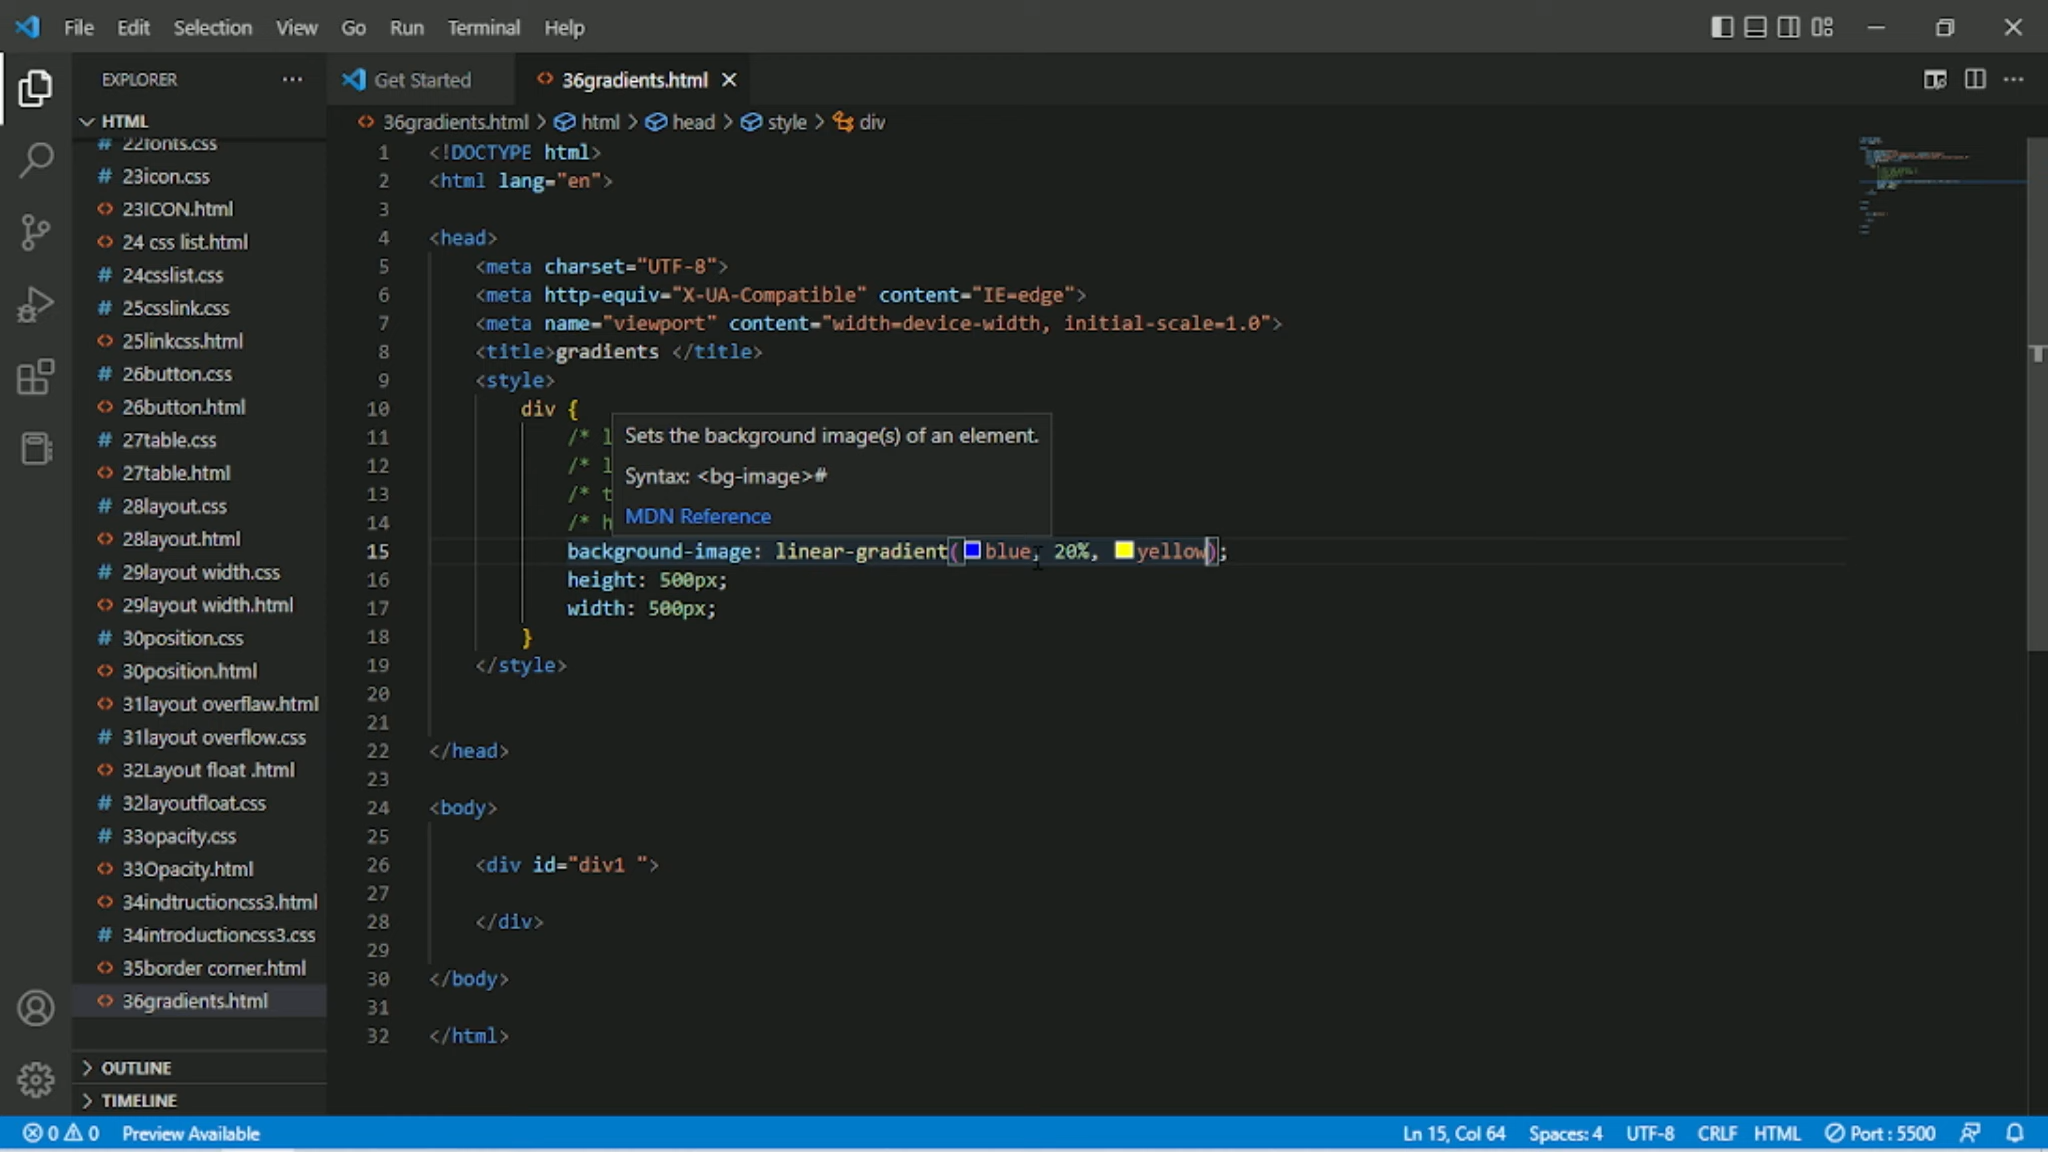 File Edit Selection View Go Run Terminal Help
EXPLORER ···
Get Started
36gradients.html
HTML
22fonts.css
23icon.css
23ICON.html
24 css list.html
24csslist.css
25csslink.css
25linkcss.html
26button.css
26button.html
27table.css
27table.html
28layout.css
28layout.html
29layout width.css
29layout width.html
30position.css
30position.html
31layout overflaw.html
31layout overflow.css
32Layout float .html
32layoutfloat.css
33opacity.css
33Opacity.html
34indtructioncss3.html
34introductioncss3.css
35border corner.html
36gradients.html
OUTLINE
TIMELINE
36gradients.html > html > head > style > div
1 <!DOCTYPE html>
2 <html lang="en">
3
4 <head>
5 <meta charset="UTF-8">
6 <meta http-equiv="X-UA-Compatible" content="IE=edge">
7 <meta name="viewport" content="width=device-width, initial-scale=1.0">
8 <title>gradients </title>
9 <style>
10 div {
11 /* l
12 /* l
13 /* t
14 /* h
Sets the background image(s) of an element.
Syntax: <bg-image>#
MDN Reference
15 background-image: linear-gradient(blue, 20%, yellow);
16 height: 500px;
17 width: 500px;
18 }
19 </style>
20
21
22 </head>
23
24 <body>
25
26 <div id="div1 ">
27
28 </div>
29
30 </body>
31
32 </html>
0 0 Preview Available Ln 15, Col 64 Spaces: 4 UTF-8 CRLF HTML Port : 5500